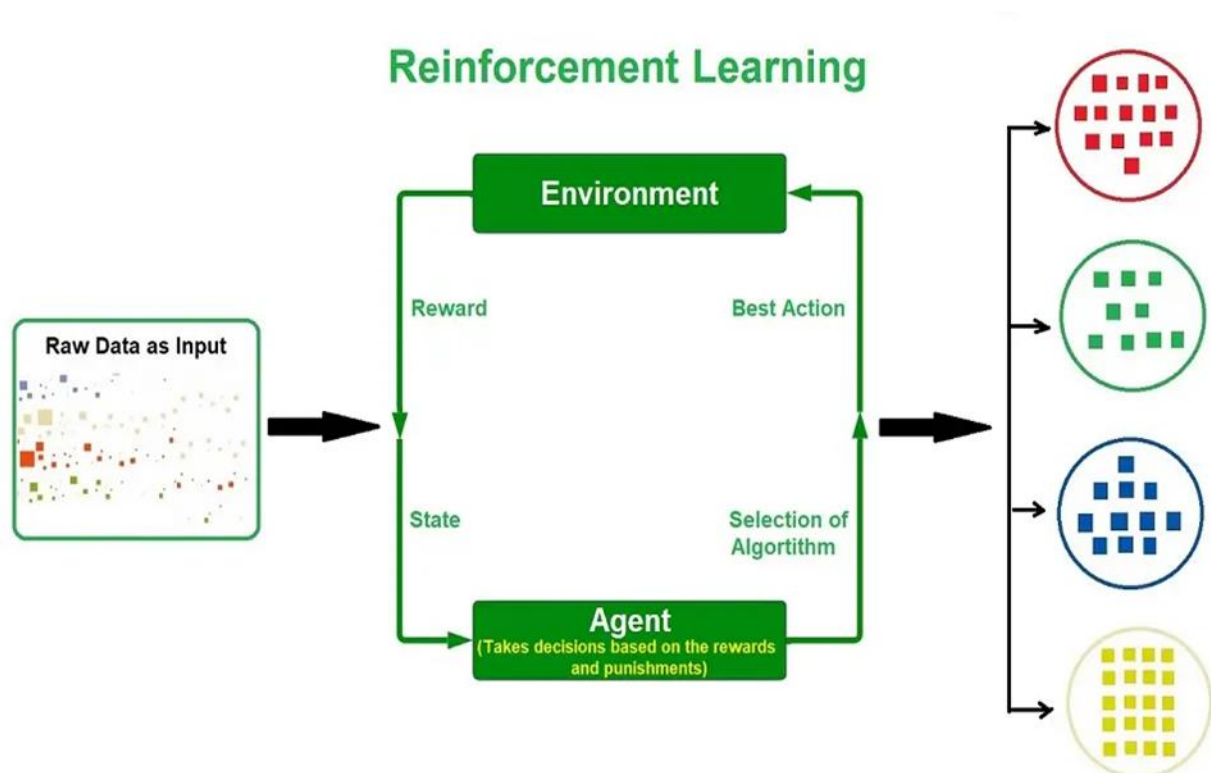 Reinforcement Learning
Environment
Reward
Best Action
Raw Data as Input
State
Selection of
Algortithm
Agent
(Takes decisions based on the rewards
and punishments)